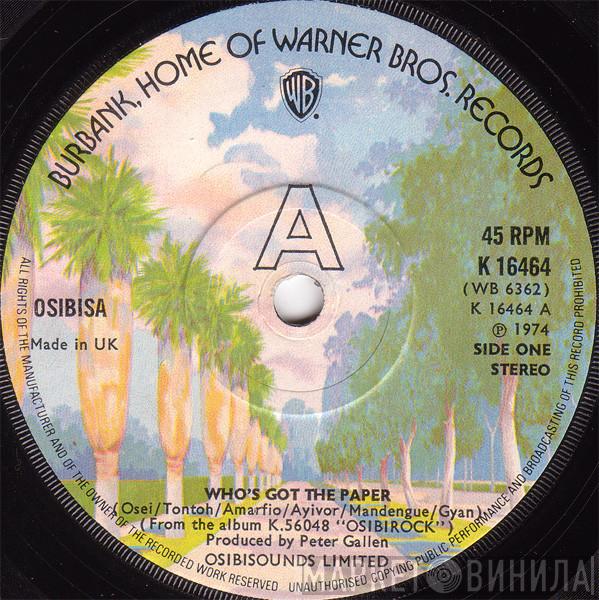 BURBANK, HOME OF WARNER BROS. RECORDS
WB
A
45 RPM
K 16464
(WB 6362)
K 16464 A
℗ 1974
SIDE ONE
STEREO
OSIBISA
Made in UK
WHO'S GOT THE PAPER
(Osei/Tontoh/Amarfio/Ayivor/Mandengue/Gyan)
(From the album K.56048 "OSIBIROCK")
Produced by Peter Gallen
OSIBISOUNDS LIMITED
ALL RIGHTS OF THE MANUFACTURER AND OF THE OWNER OF THE RECORDED WORK RESERVED UNAUTHORISED COPYING PUBLIC PERFORMANCE AND BROADCASTING OF THIS RECORD PROHIBITED
МАРКЕТ ВИНИЛА